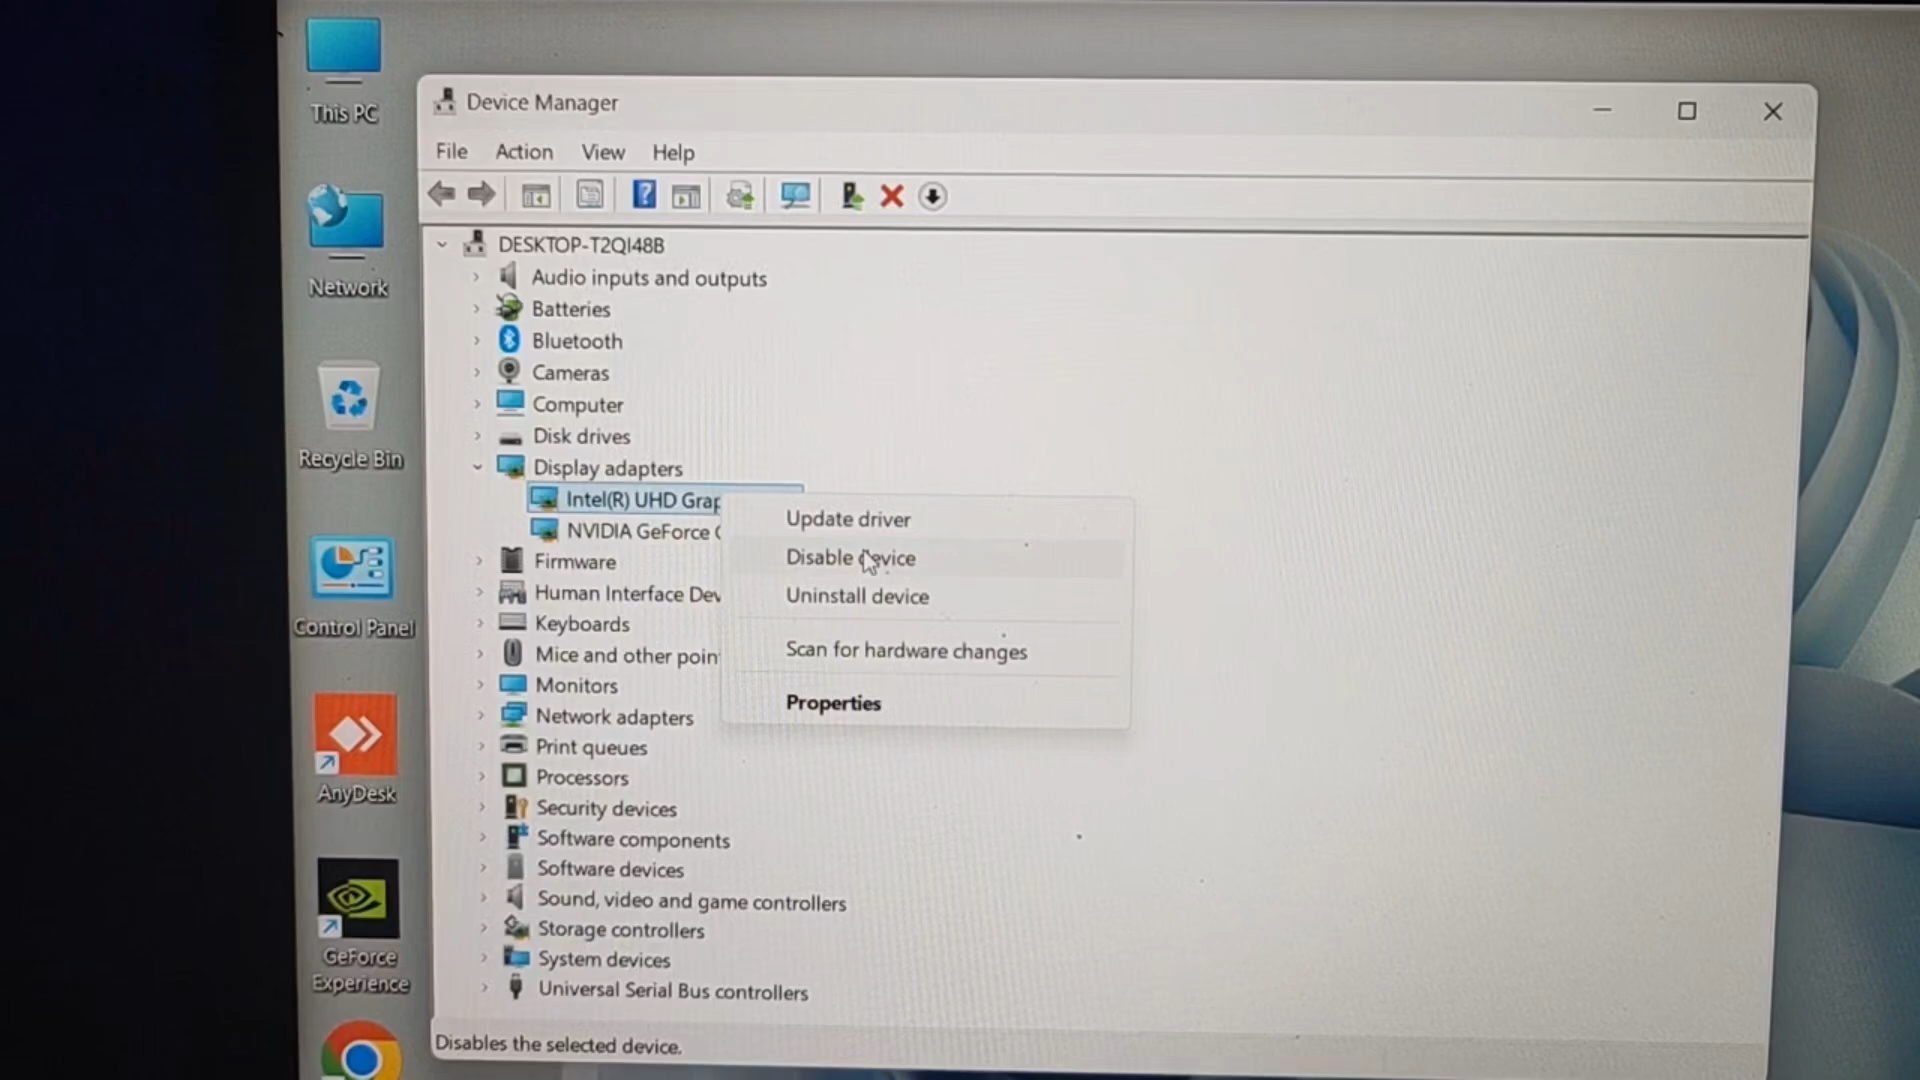 This PC
Network
Recycle Bin
Control Panel
AnyDesk
GeForce
Experience
Device Manager
File Action View Help
DESKTOP-T2QI48B
Audio inputs and outputs
Batteries
Bluetooth
Cameras
Computer
Disk drives
Display adapters
Intel(R) UHD Grap
NVIDIA GeForce
Firmware
Human Interface Dev
Keyboards
Mice and other poin
Monitors
Network adapters
Print queues
Processors
Security devices
Software components
Software devices
Sound, video and game controllers
Storage controllers
System devices
Universal Serial Bus controllers
Update driver
Disable device
Uninstall device
Scan for hardware changes
Properties
Disables the selected device.